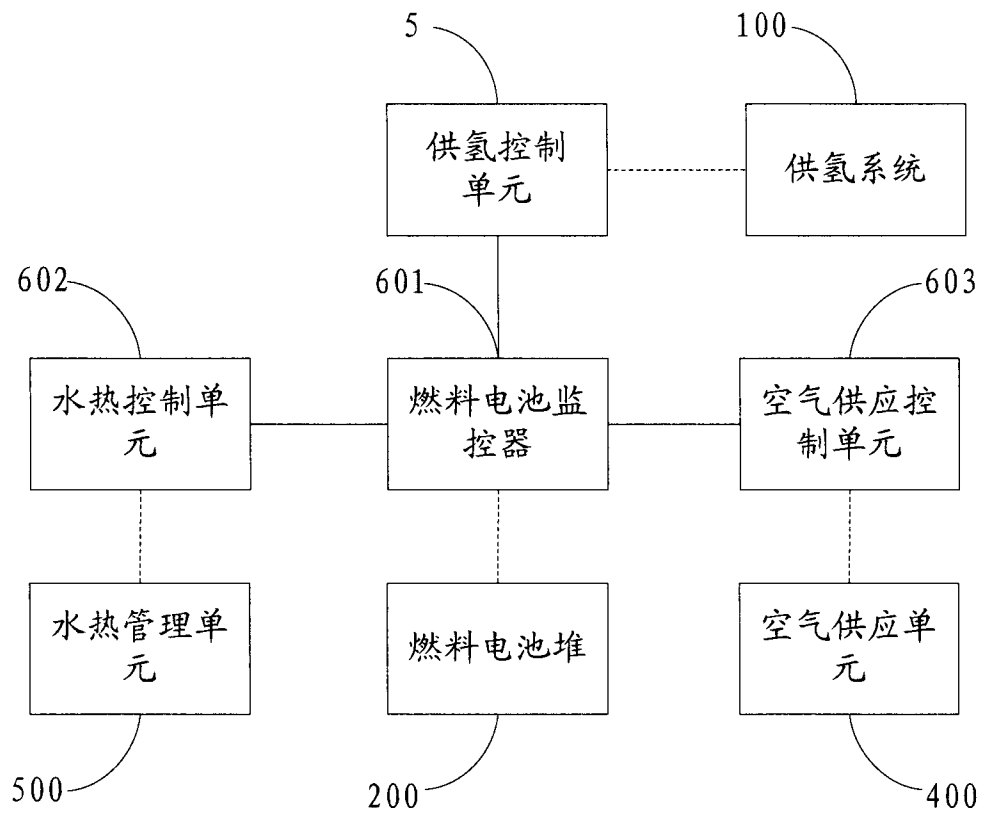 5
100
供氢控制
单元
供氢系统
602
601
603
水热控制单
元
燃料电池监
控器
空气供应控
制单元
水热管理单
元
燃料电池堆
空气供应单
元
500
200
400